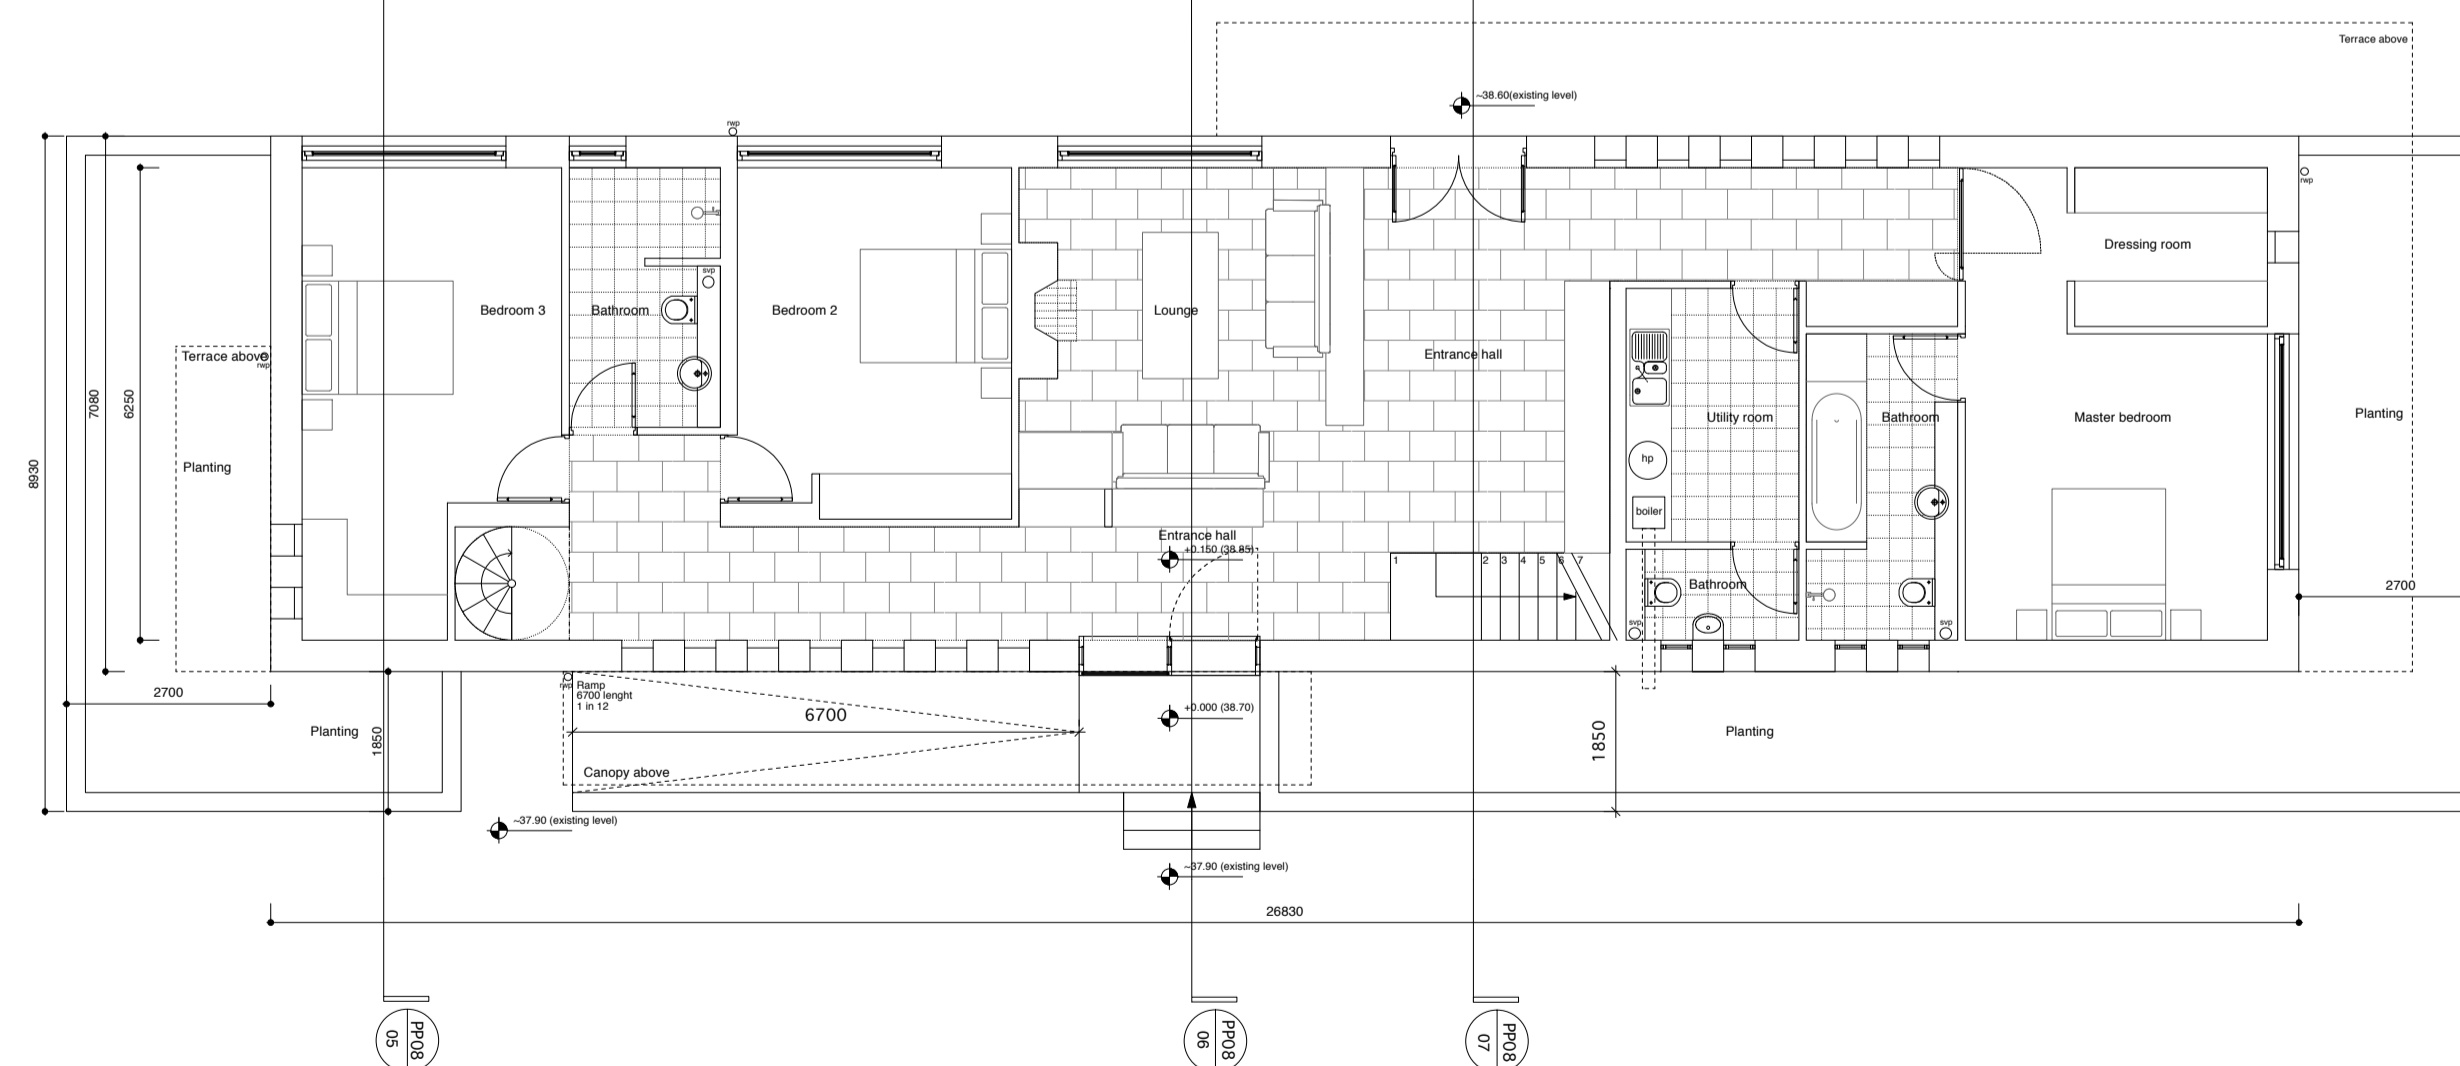 Terrace above
~38.60(existing level)
rwp
rwp
Dressing room
svp
Bedroom 3
Bathroom
Bedroom 2
Lounge
Terrace above
rwp
Entrance hall
7080
6250
Utility room
Bathroom
Master bedroom
Planting
8930
Planting
hp
boiler
Entrance hall
+0.150 (38.85)
1
2
3
4
5
6
7
Bathroom
2700
svp
svp
2700
rwp
Ramp
6700 lenght
1 in 12
6700
+0.000 (38.70)
Planting
1850
1850
Planting
Canopy above
~37.90 (existing level)
~37.90 (existing level)
26830
PP08
05
PP08
06
PP08
07